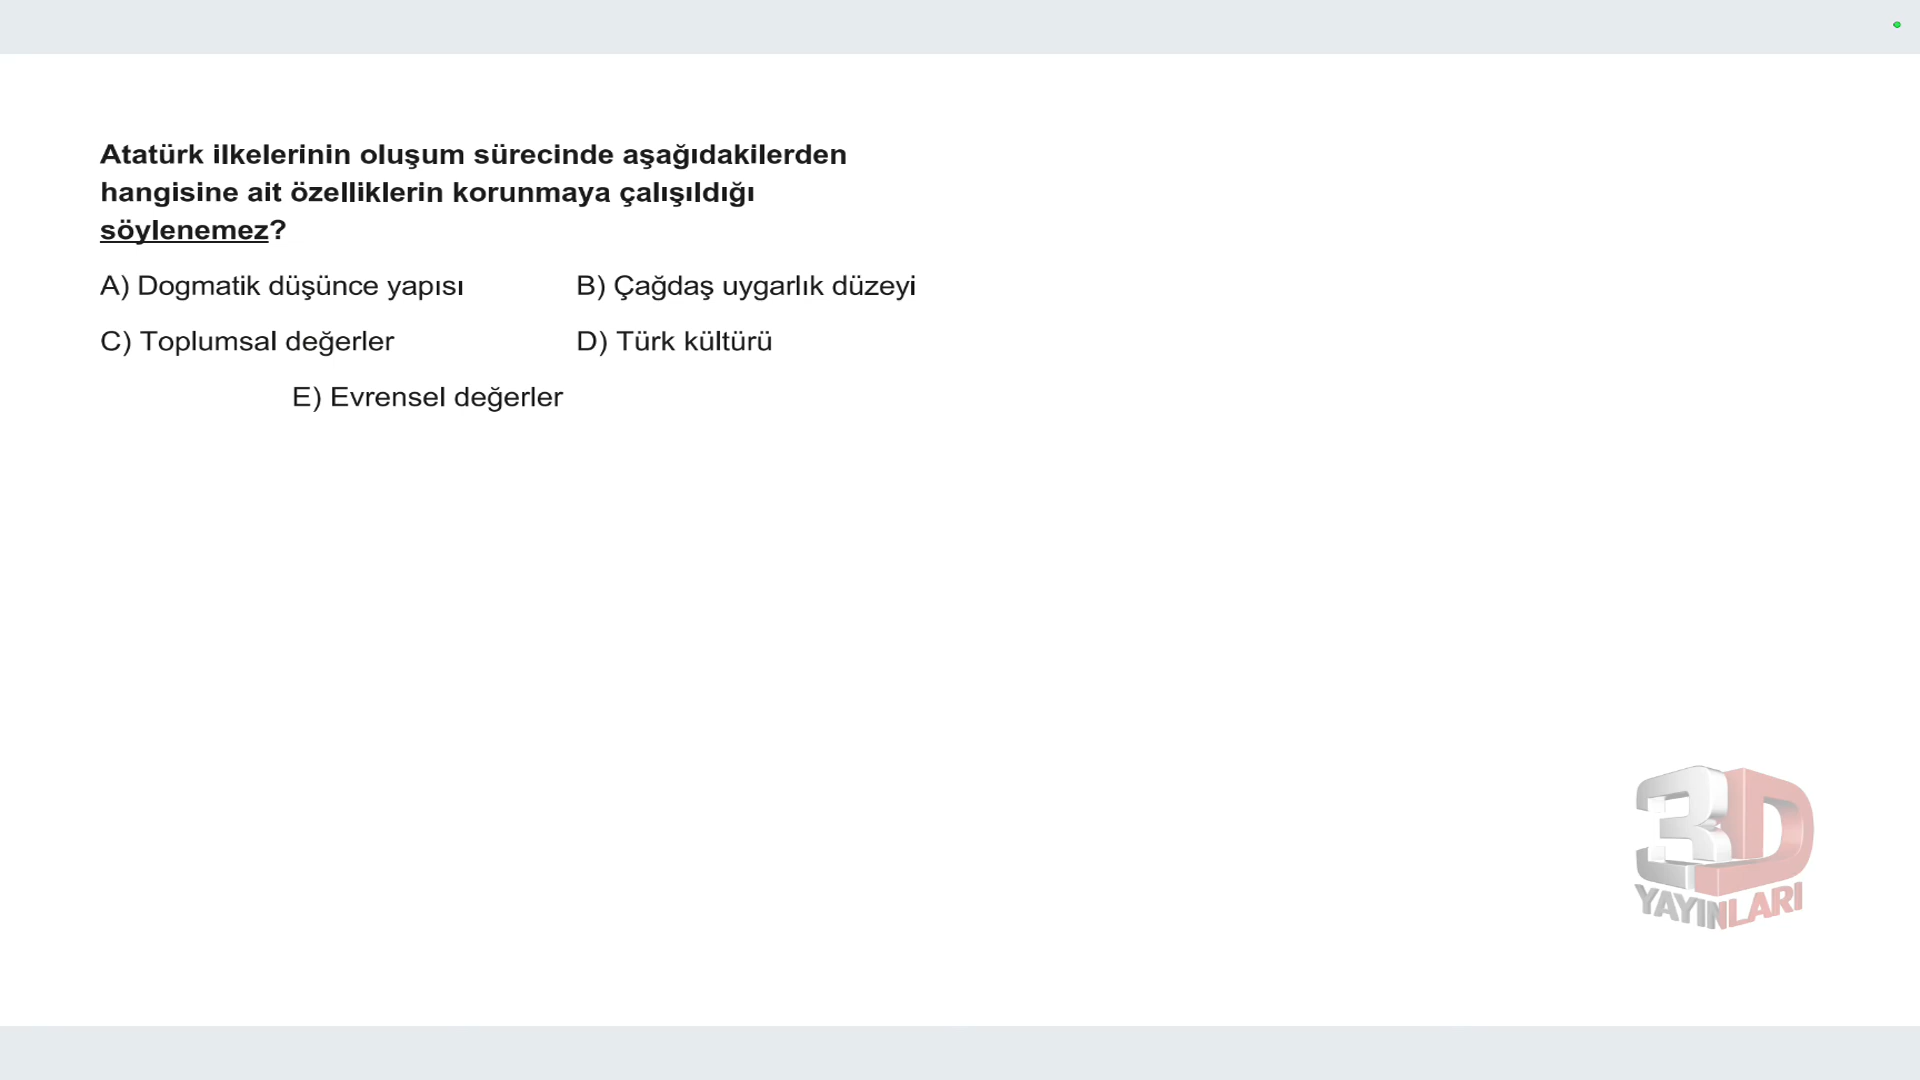 Atatürk ilkelerinin oluşum sürecinde aşağıdakilerden
hangisine ait özelliklerin korunmaya çalışıldığı
söylenemez?
A) Dogmatik düşünce yapısı B) Çağdaş uygarlık düzeyi
C) Toplumsal değerler D) Türk kültürü
E) Evrensel değerler
3D
YAYINLARI